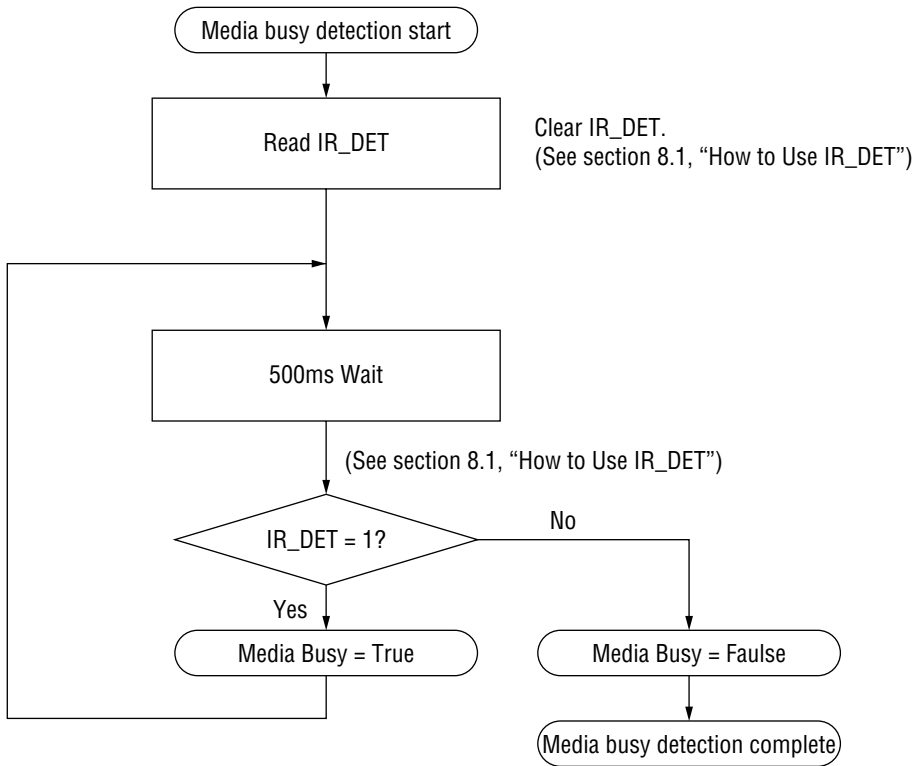 Media busy detection start
Read IR_DET
Clear IR_DET.
(See section 8.1, “How to Use IR_DET”)
500ms Wait
(See section 8.1, “How to Use IR_DET”)
IR_DET = 1?
No
Yes
Media Busy = True
Media Busy = Faulse
Media busy detection complete